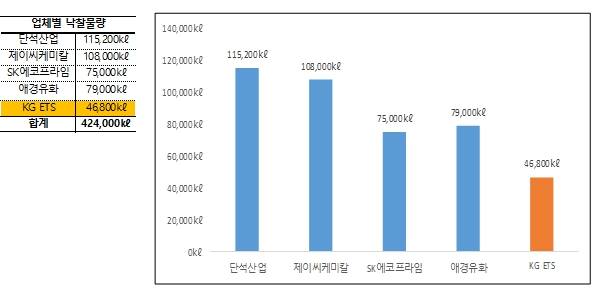 업체별 낙찰물량
단석산업 115,200㎘
제이씨케미칼 108,000㎘
SK에코프라임 75,000㎘
애경유화 79,000㎘
KG ETS 46,800㎘
합계 424,000㎘
140,000㎘
120,000㎘
100,000㎘
80,000㎘
60,000㎘
40,000㎘
20,000㎘
0㎘
115,200㎘
108,000㎘
75,000㎘
79,000㎘
46,800㎘
단석산업 제이씨케미칼 SK에코프라임 애경유화 KG ETS